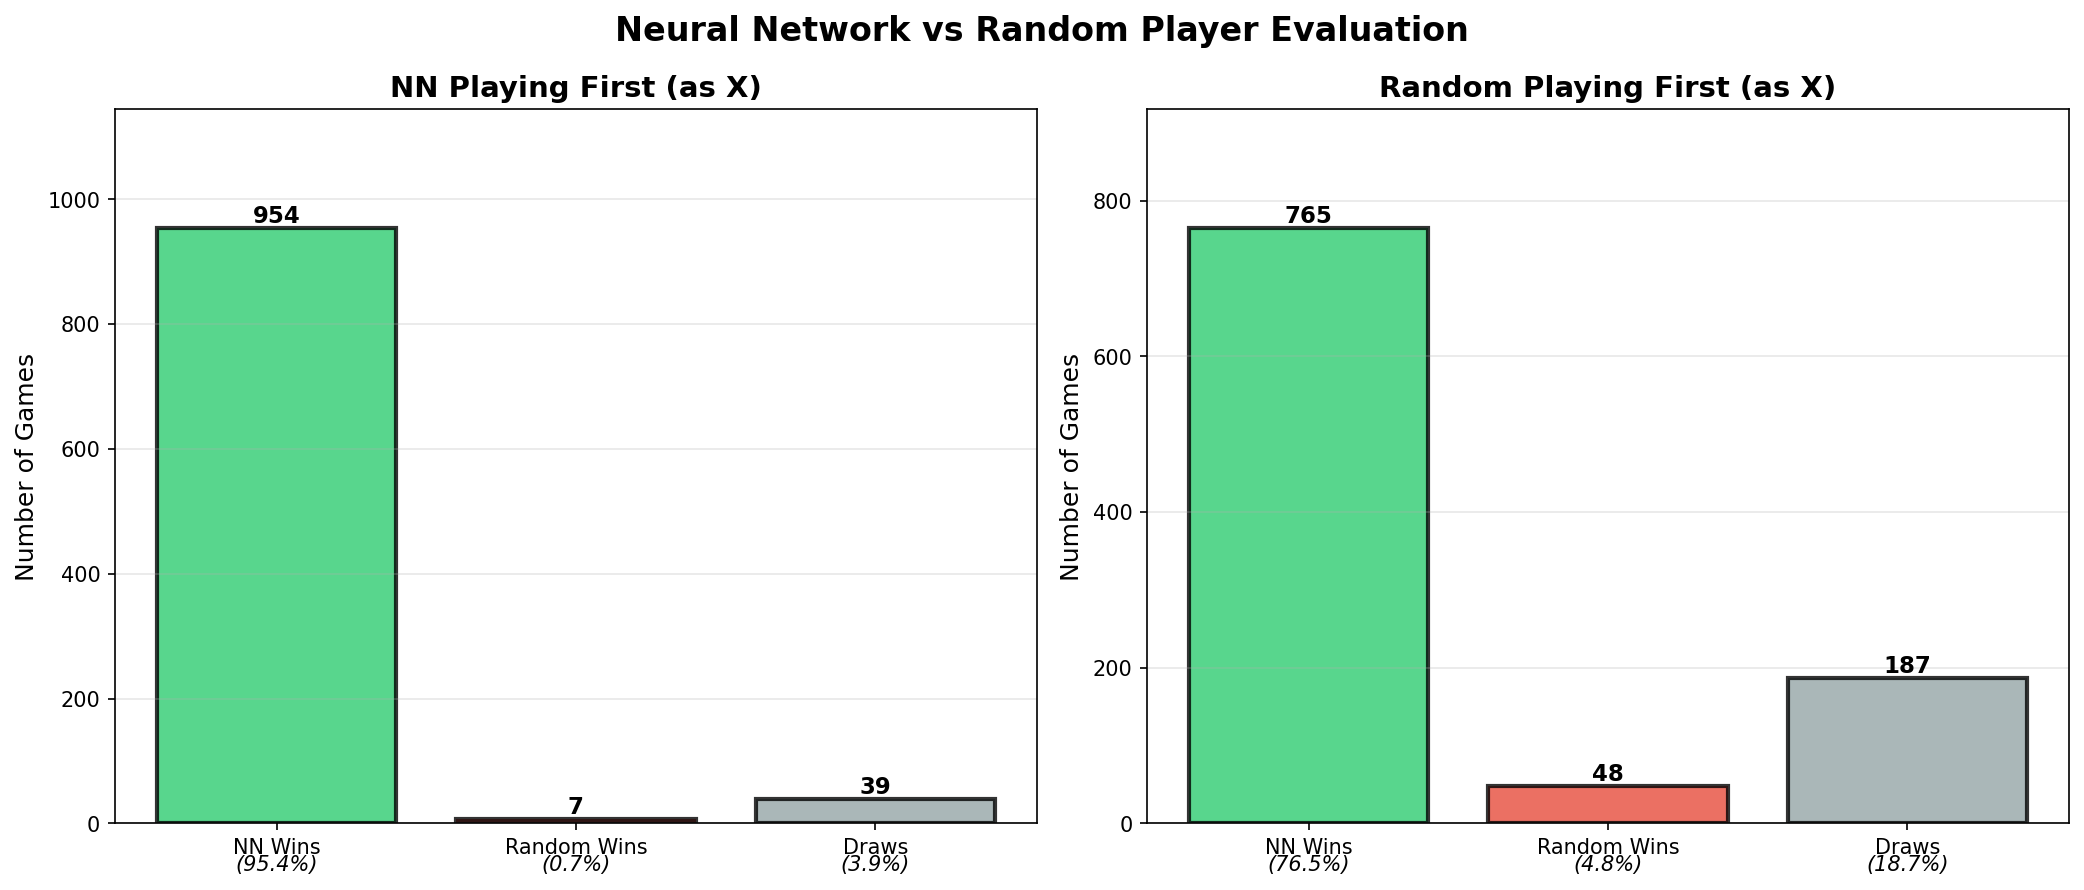 Neural Network vs Random Player Evaluation
NN Playing First (as X)
Number of Games
1000
800
600
400
200
0
954
7
39
NN Wins
(95.4%)
Random Wins
(0.7%)
Draws
(3.9%)
Random Playing First (as X)
Number of Games
800
600
400
200
0
765
48
187
NN Wins
(76.5%)
Random Wins
(4.8%)
Draws
(18.7%)